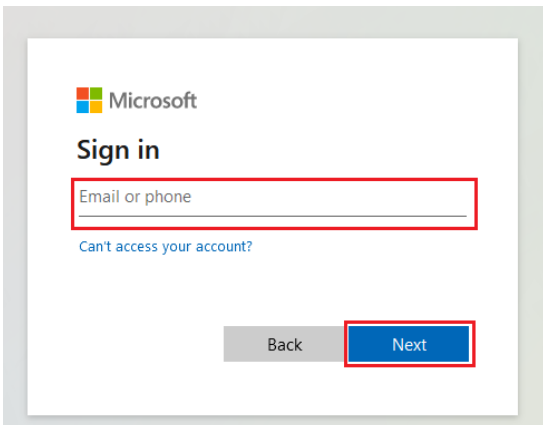 Microsoft
Sign in
Email or phone
Can't access your account?
Back Next